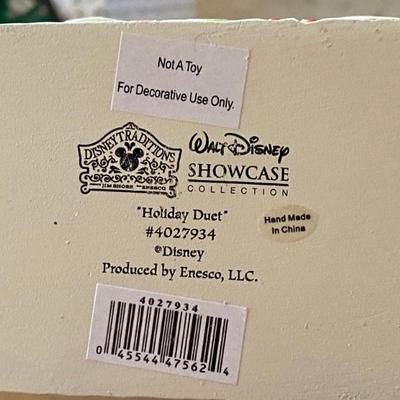 Not A Toy
For Decorative Use Only.
DISNEY TRADITIONS
JIM SHORE ENESCO
WALT DISNEY
SHOWCASE
COLLECTION
"Holiday Duet"
#4027934
©Disney
Produced by Enesco, LLC.
Hand Made
In China
4027934
0 45544 47562 4